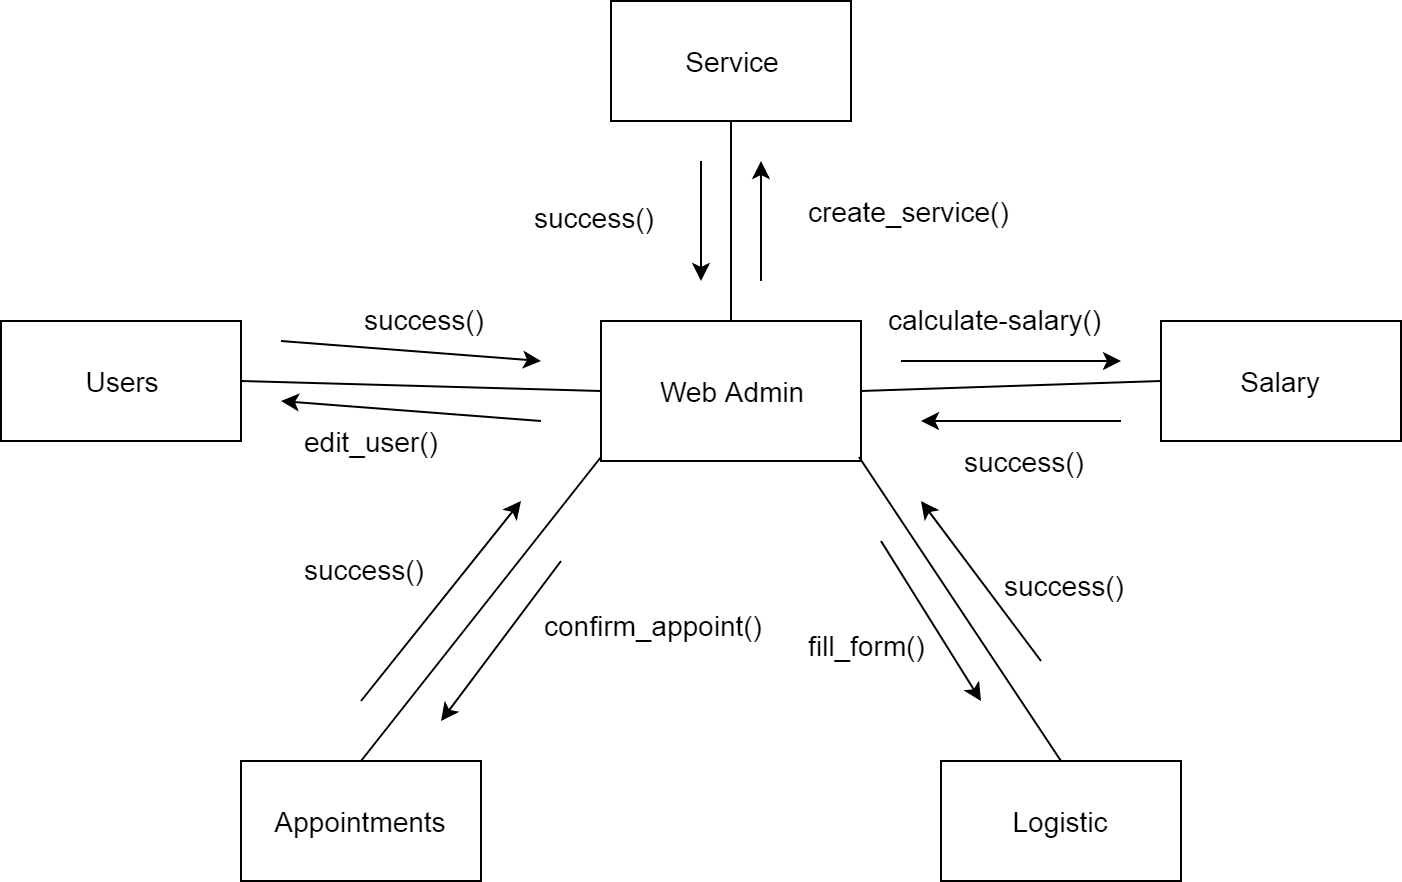 Service
success()
create_service()
success()
calculate-salary()
Users
Web Admin
Salary
edit_user()
success()
success()
success()
confirm_appoint()
fill_form()
Appointments
Logistic